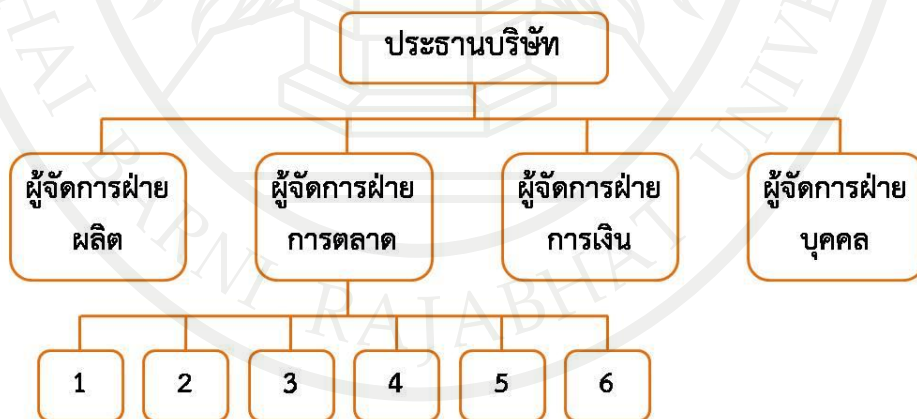 ประธานบริษัท
ผู้จัดการฝ่าย
ผลิต
ผู้จัดการฝ่าย
การตลาด
ผู้จัดการฝ่าย
การเงิน
ผู้จัดการฝ่าย
บุคคล
1
2
3
4
5
6
RNI RAJABHAT UNIVE